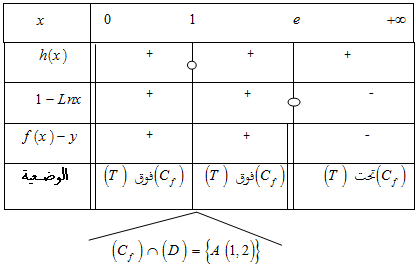 x 0 1 e +∞
h(x) + + +
1 − Lnx + + -
f (x) − y + + -
الوضعية (C_f) فوق (T) (C_f) فوق (T) (C_f) تحت (T)
(C_f) ∩ (D) = {A (1, 2)}